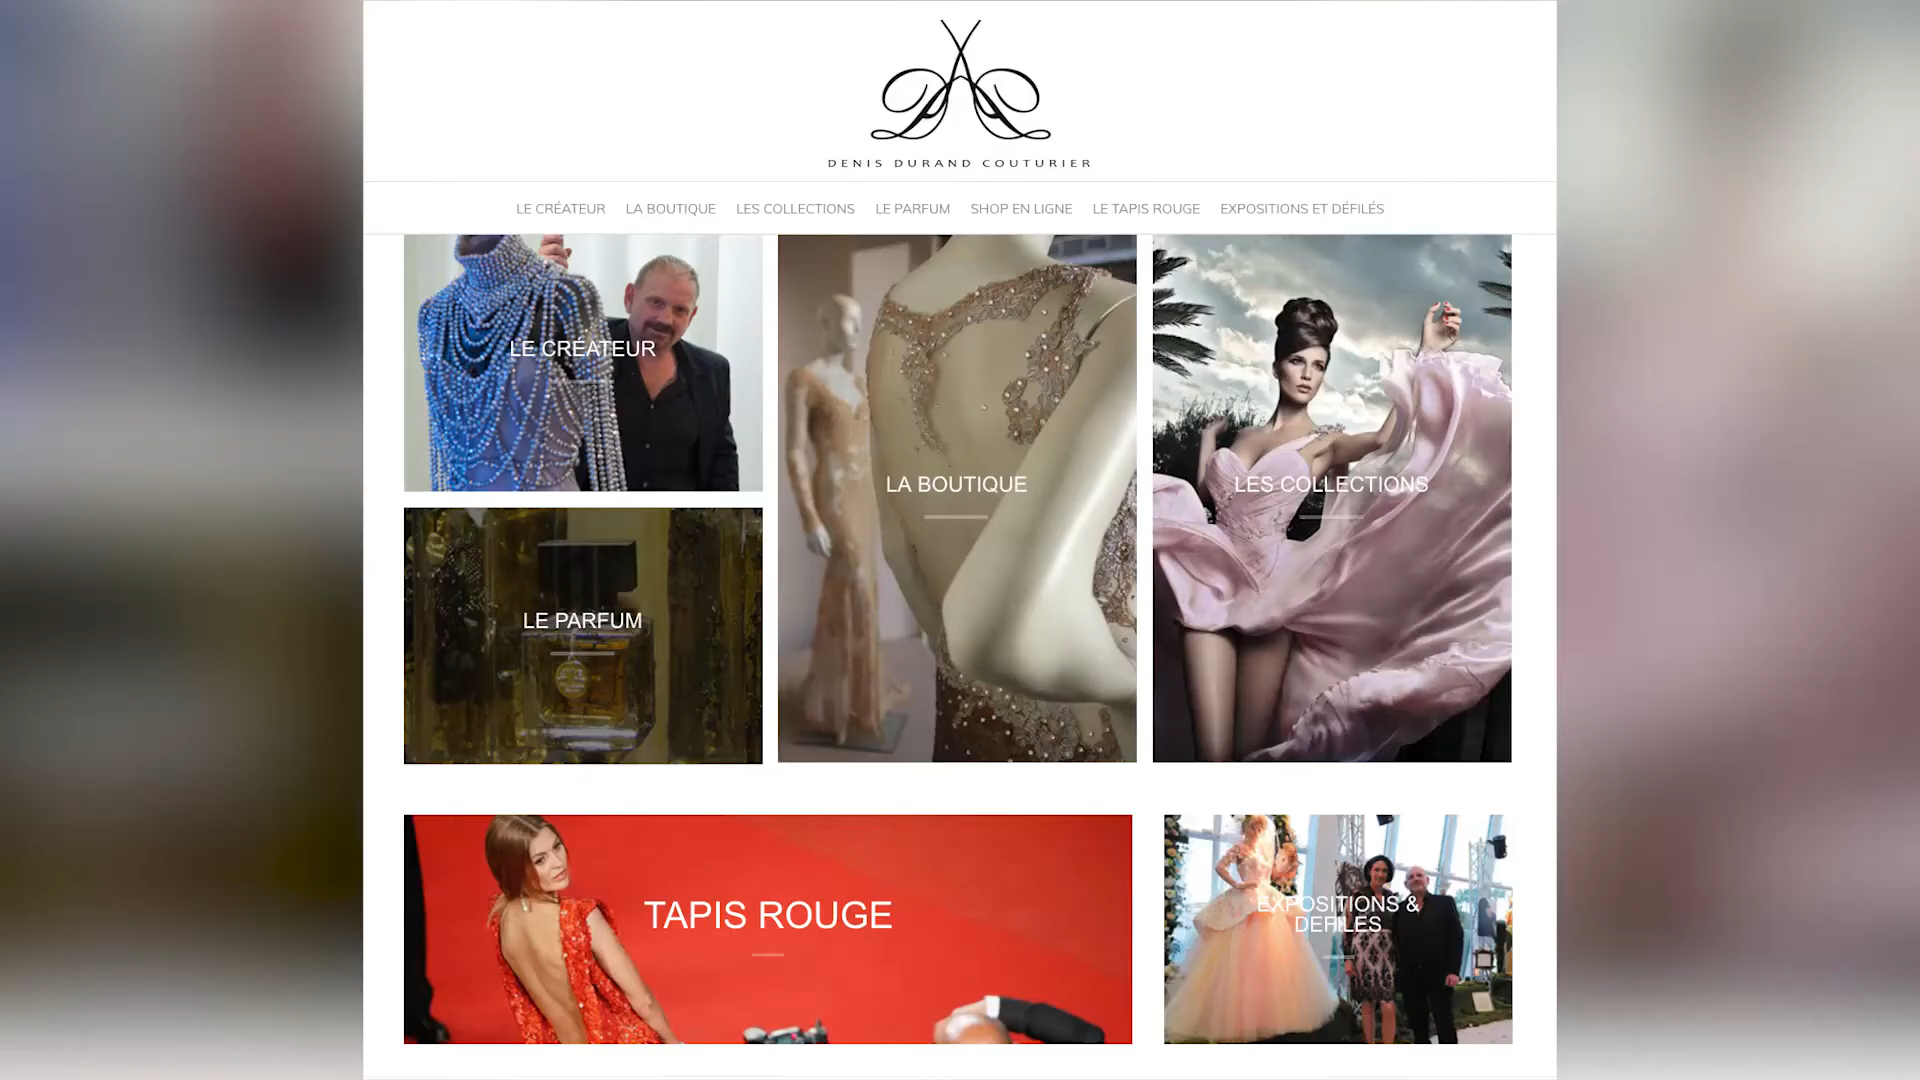 DENIS DURAND COUTURIER
LE CRÉATEUR LA BOUTIQUE LES COLLECTIONS LE PARFUM SHOP EN LIGNE LE TAPIS ROUGE EXPOSITIONS ET DÉFILÉS
LE CRÉATEUR
LA BOUTIQUE
LES COLLECTIONS
LE PARFUM
TAPIS ROUGE
EXPOSITIONS &
DEFILES